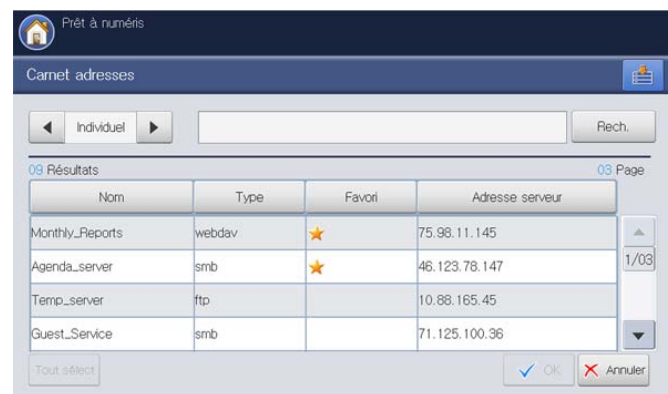 Prêt à numéris
Carnet adresses
Individuel Rech.
09 Résultats 03 Page
Nom Type Favori Adresse serveur
Monthly_Reports webdav 75.98.11.145
Agenda_server smb 46.123.78.147
1/03
Temp_server ftp 10.88.165.45
Guest_Service smb 71.125.100.36
Tout sélect OK Annuler